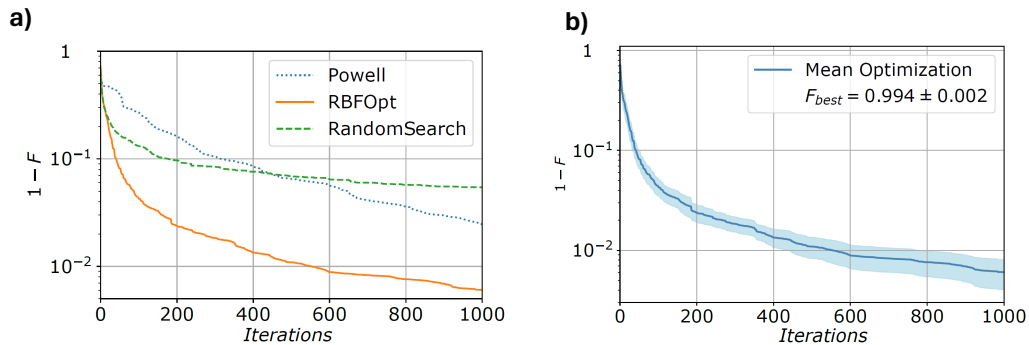 a)
1
10⁻¹
10⁻²
1 − F
0
200
400
600
800
1000
Iterations
Powell
RBFOpt
RandomSearch
b)
1
10⁻¹
10⁻²
1 − F
0
200
400
600
800
1000
Iterations
Mean Optimization
F_best = 0.994 ± 0.002